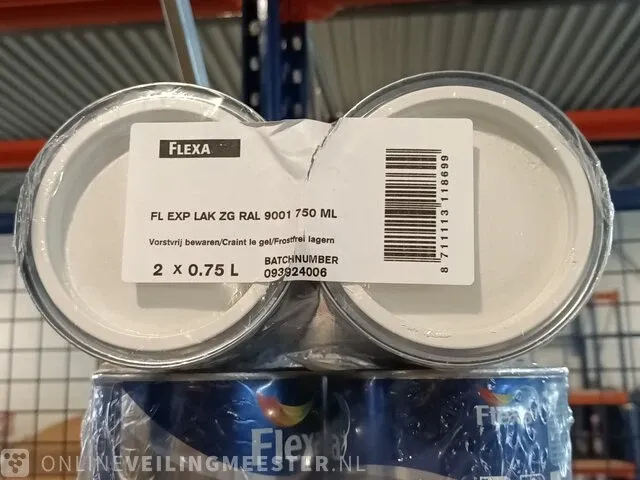 FLEXA
FL EXP LAK ZG RAL 9001 750 ML
Vorstvrij bewaren/Craint le gel/Frostfrei lagern
2 x 0.75 L
BATCHNUMBER
093924006
8 711113 118699
Flexa
Flexa
ONLINEVEILINGMEESTER.NL